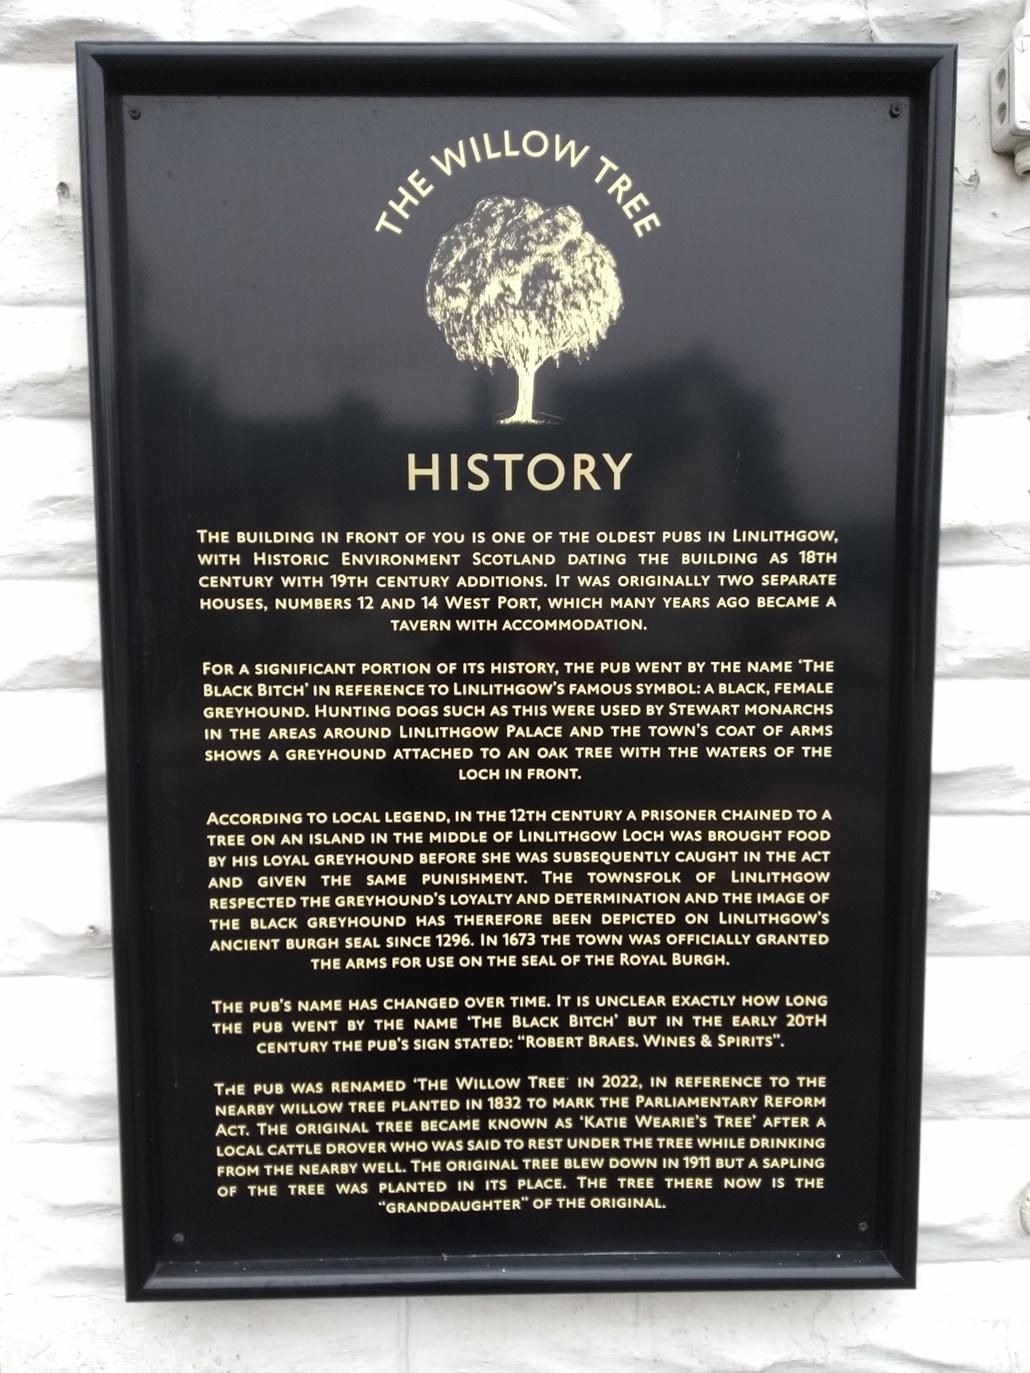 THE WILLOW TREE
HISTORY
THE BUILDING IN FRONT OF YOU IS ONE OF THE OLDEST PUBS IN LINLITHGOW,
WITH HISTORIC ENVIRONMENT SCOTLAND DATING THE BUILDING AS 18TH
CENTURY WITH 19TH CENTURY ADDITIONS. IT WAS ORIGINALLY TWO SEPARATE
HOUSES, NUMBERS 12 AND 14 WEST PORT, WHICH MANY YEARS AGO BECAME A
TAVERN WITH ACCOMMODATION.
FOR A SIGNIFICANT PORTION OF ITS HISTORY, THE PUB WENT BY THE NAME ‘THE
BLACK BITCH’ IN REFERENCE TO LINLITHGOW’S FAMOUS SYMBOL: A BLACK, FEMALE
GREYHOUND. HUNTING DOGS SUCH AS THIS WERE USED BY STEWART MONARCHS
IN THE AREAS AROUND LINLITHGOW PALACE AND THE TOWN’S COAT OF ARMS
SHOWS A GREYHOUND ATTACHED TO AN OAK TREE WITH THE WATERS OF THE
LOCH IN FRONT.
ACCORDING TO LOCAL LEGEND, IN THE 12TH CENTURY A PRISONER CHAINED TO A
TREE ON AN ISLAND IN THE MIDDLE OF LINLITHGOW LOCH WAS BROUGHT FOOD
BY HIS LOYAL GREYHOUND BEFORE SHE WAS SUBSEQUENTLY CAUGHT IN THE ACT
AND GIVEN THE SAME PUNISHMENT. THE TOWNSFOLK OF LINLITHGOW
RESPECTED THE GREYHOUND’S LOYALTY AND DETERMINATION AND THE IMAGE OF
THE BLACK GREYHOUND HAS THEREFORE BEEN DEPICTED ON LINLITHGOW’S
ANCIENT BURGH SEAL SINCE 1296. IN 1673 THE TOWN WAS OFFICIALLY GRANTED
THE ARMS FOR USE ON THE SEAL OF THE ROYAL BURGH.
THE PUB’S NAME HAS CHANGED OVER TIME. IT IS UNCLEAR EXACTLY HOW LONG
THE PUB WENT BY THE NAME ‘THE BLACK BITCH’ BUT IN THE EARLY 20TH
CENTURY THE PUB’S SIGN STATED: “ROBERT BRAES. WINES & SPIRITS”.
THE PUB WAS RENAMED ‘THE WILLOW TREE’ IN 2022, IN REFERENCE TO THE
NEARBY WILLOW TREE PLANTED IN 1832 TO MARK THE PARLIAMENTARY REFORM
ACT. THE ORIGINAL TREE BECAME KNOWN AS ‘KATIE WEARIE’S TREE’ AFTER A
LOCAL CATTLE DROVER WHO WAS SAID TO REST UNDER THE TREE WHILE DRINKING
FROM THE NEARBY WELL. THE ORIGINAL TREE BLEW DOWN IN 1911 BUT A SAPLING
OF THE TREE WAS PLANTED IN ITS PLACE. THE TREE THERE NOW IS THE
“GRANDDAUGHTER” OF THE ORIGINAL.